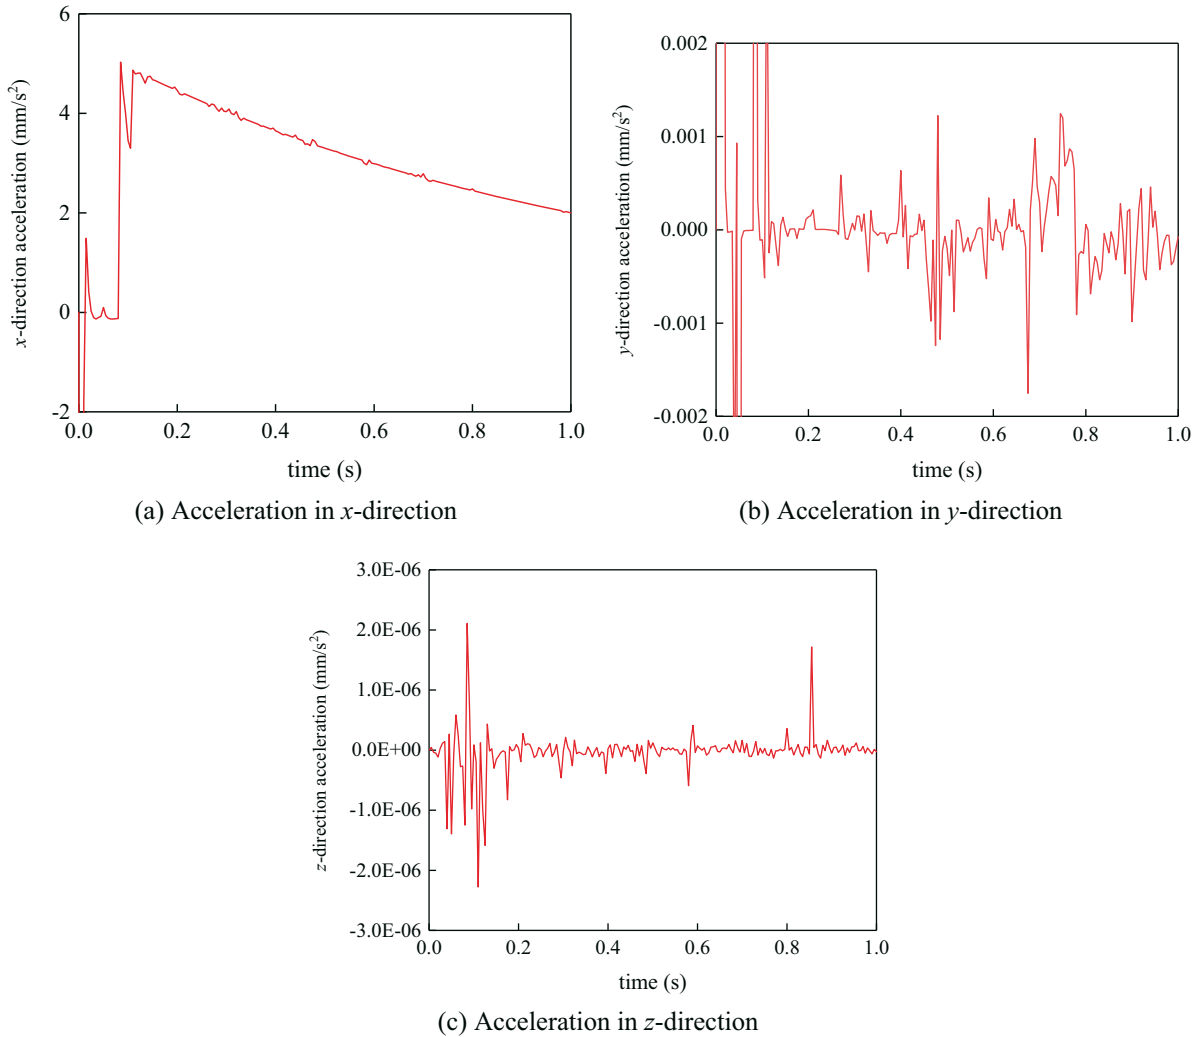 6
4
2
0
-2
0.0 0.2 0.4 0.6 0.8 1.0
x-direction acceleration (mm/s²)
time (s)
(a) Acceleration in x-direction
0.002
0.001
0.000
-0.001
-0.002
0.0 0.2 0.4 0.6 0.8 1.0
y-direction acceleration (mm/s²)
time (s)
(b) Acceleration in y-direction
3.0E-06
2.0E-06
1.0E-06
0.0E+00
-1.0E-06
-2.0E-06
-3.0E-06
0.0 0.2 0.4 0.6 0.8 1.0
z-direction acceleration (mm/s²)
time (s)
(c) Acceleration in z-direction